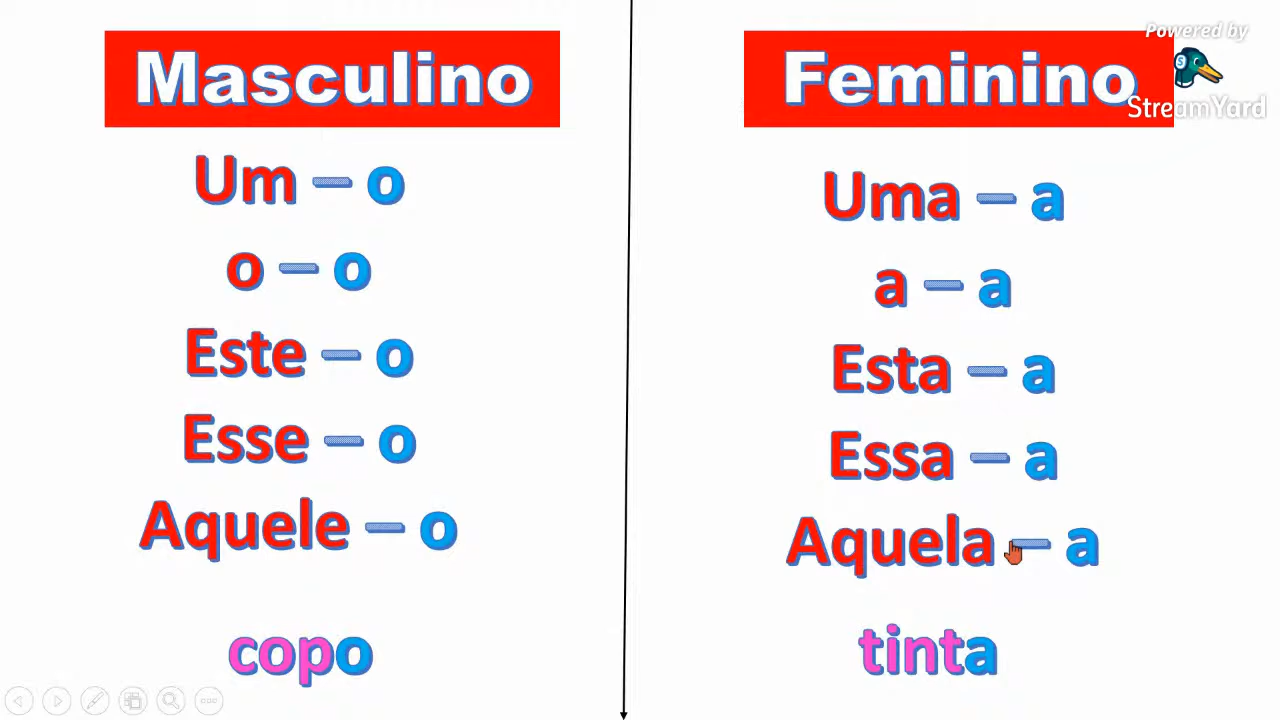 Masculino
Um – o
o – o
Este – o
Esse – o
Aquele – o
copo
Feminino
Uma – a
a – a
Esta – a
Essa – a
Aquela – a
tinta
Powered by
StreamYard